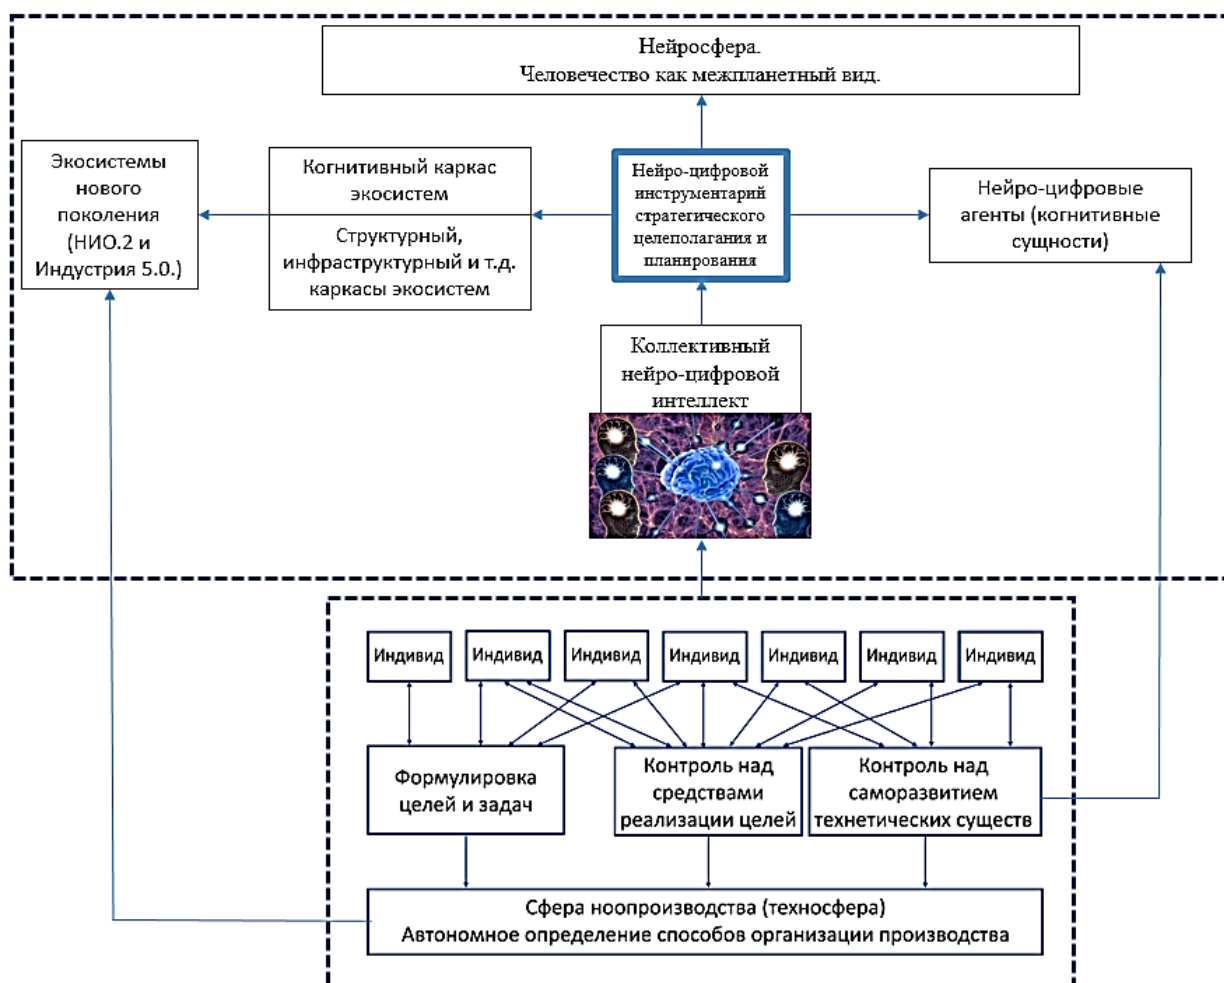 Нейросфера.
Человечество как межпланетный вид.
Экосистемы
нового
поколения
(НИО.2 и
Индустрия 5.0.)
Когнитивный каркас
экосистем
Структурный,
инфраструктурный и т.д.
каркасы экосистем
Нейро-цифровой
инструментарий
стратегического
целеполагания и
планирования
Нейро-цифровые
агенты (когнитивные
сущности)
Коллективный
нейро-цифровой
интеллект
Индивид
Индивид
Индивид
Индивид
Индивид
Индивид
Индивид
Формулировка
целей и задач
Контроль над
средствами
реализации целей
Контроль над
саморазвитием
технетических существ
Сфера ноопроизводства (техносфера)
Автономное определение способов организации производства